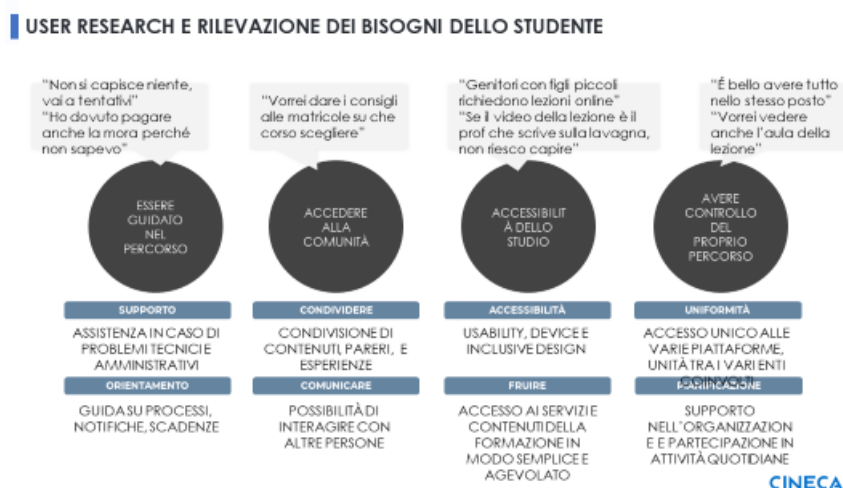 USER RESEARCH E RILEVAZIONE DEI BISOGNI DELLO STUDENTE
"Non si capisce niente,
vai a tentativi"
"Ho dovuto pagare
anche la mora perché
non sapevo"
"Vorrei dare i consigli
alle matricole su che
corso scegliere"
"Genitori con figli piccoli
richiedono lezioni online"
"Se il video della lezione è il
prof che scrive sulla lavagna,
non riesco capire"
"É bello avere tutto
nello stesso posto"
"Vorrei vedere
anche l'aula della
lezione"
ESSERE
GUIDATO
NEL
PERCORSO
ACCEDERE
ALLA
COMUNITÀ
ACCESSIBILIT
À DELLO
STUDIO
AVERE
CONTROLLO
DEL
PROPRIO
PERCORSO
SUPPORTO
ASSISTENZA IN CASO DI
PROBLEMI TECNICI E
AMMINISTRATIVI
ORIENTAMENTO
GUIDA SU PROCESSI,
NOTIFICHE, SCADENZE
CONDIVIDERE
CONDIVISIONE DI
CONTENUTI, PARERI, E
ESPERIENZE
COMUNICARE
POSSIBILITÀ DI
INTERAGIRE CON
ALTRE PERSONE
ACCESSIBILITÀ
USABILITY, DEVICE E
INCLUSIVE DESIGN
FRUIRE
ACCESSO AI SERVIZI E
CONTENUTI DELLA
FORMAZIONE IN
MODO SEMPLICE E
AGEVOLATO
UNIFORMITÀ
ACCESSO UNICO ALLE
VARIE PIATTAFORME,
UNITÀ TRA I VARI ENTI
COINVOLTI
PIANIFICAZIONE
SUPPORTO
NELL'ORGANIZZAZION
E E PARTECIPAZIONE IN
ATTIVITÀ QUOTIDIANE
CINECA